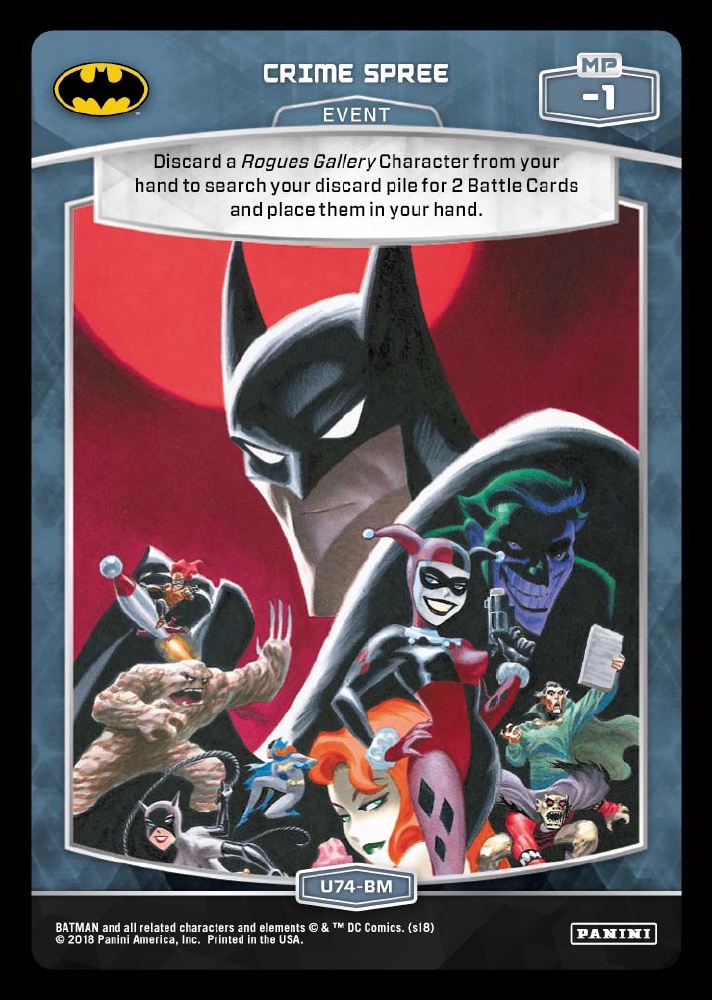 CRIME SPREE
MP
-1
EVENT
Discard a Rogues Gallery Character from your
hand to search your discard pile for 2 Battle Cards
and place them in your hand.
U74-BM
BATMAN and all related characters and elements © & ™ DC Comics. (s18)
© 2018 Panini America, Inc. Printed in the USA.
PANINI